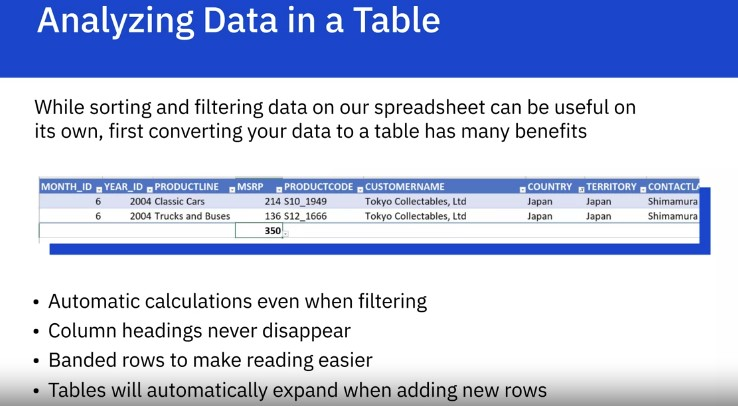 Analyzing Data in a Table
While sorting and filtering data on our spreadsheet can be useful on
its own, first converting your data to a table has many benefits
MONTH_ID YEAR_ID PRODUCTLINE MSRP PRODUCTCODE CUSTOMERNAME COUNTRY TERRITORY CONTACTLA
6 2004 Classic Cars 214 S10_1949 Tokyo Collectables, Ltd Japan Japan Shimamura
6 2004 Trucks and Buses 136 S12_1666 Tokyo Collectables, Ltd Japan Japan Shimamura
350
• Automatic calculations even when filtering
• Column headings never disappear
• Banded rows to make reading easier
• Tables will automatically expand when adding new rows